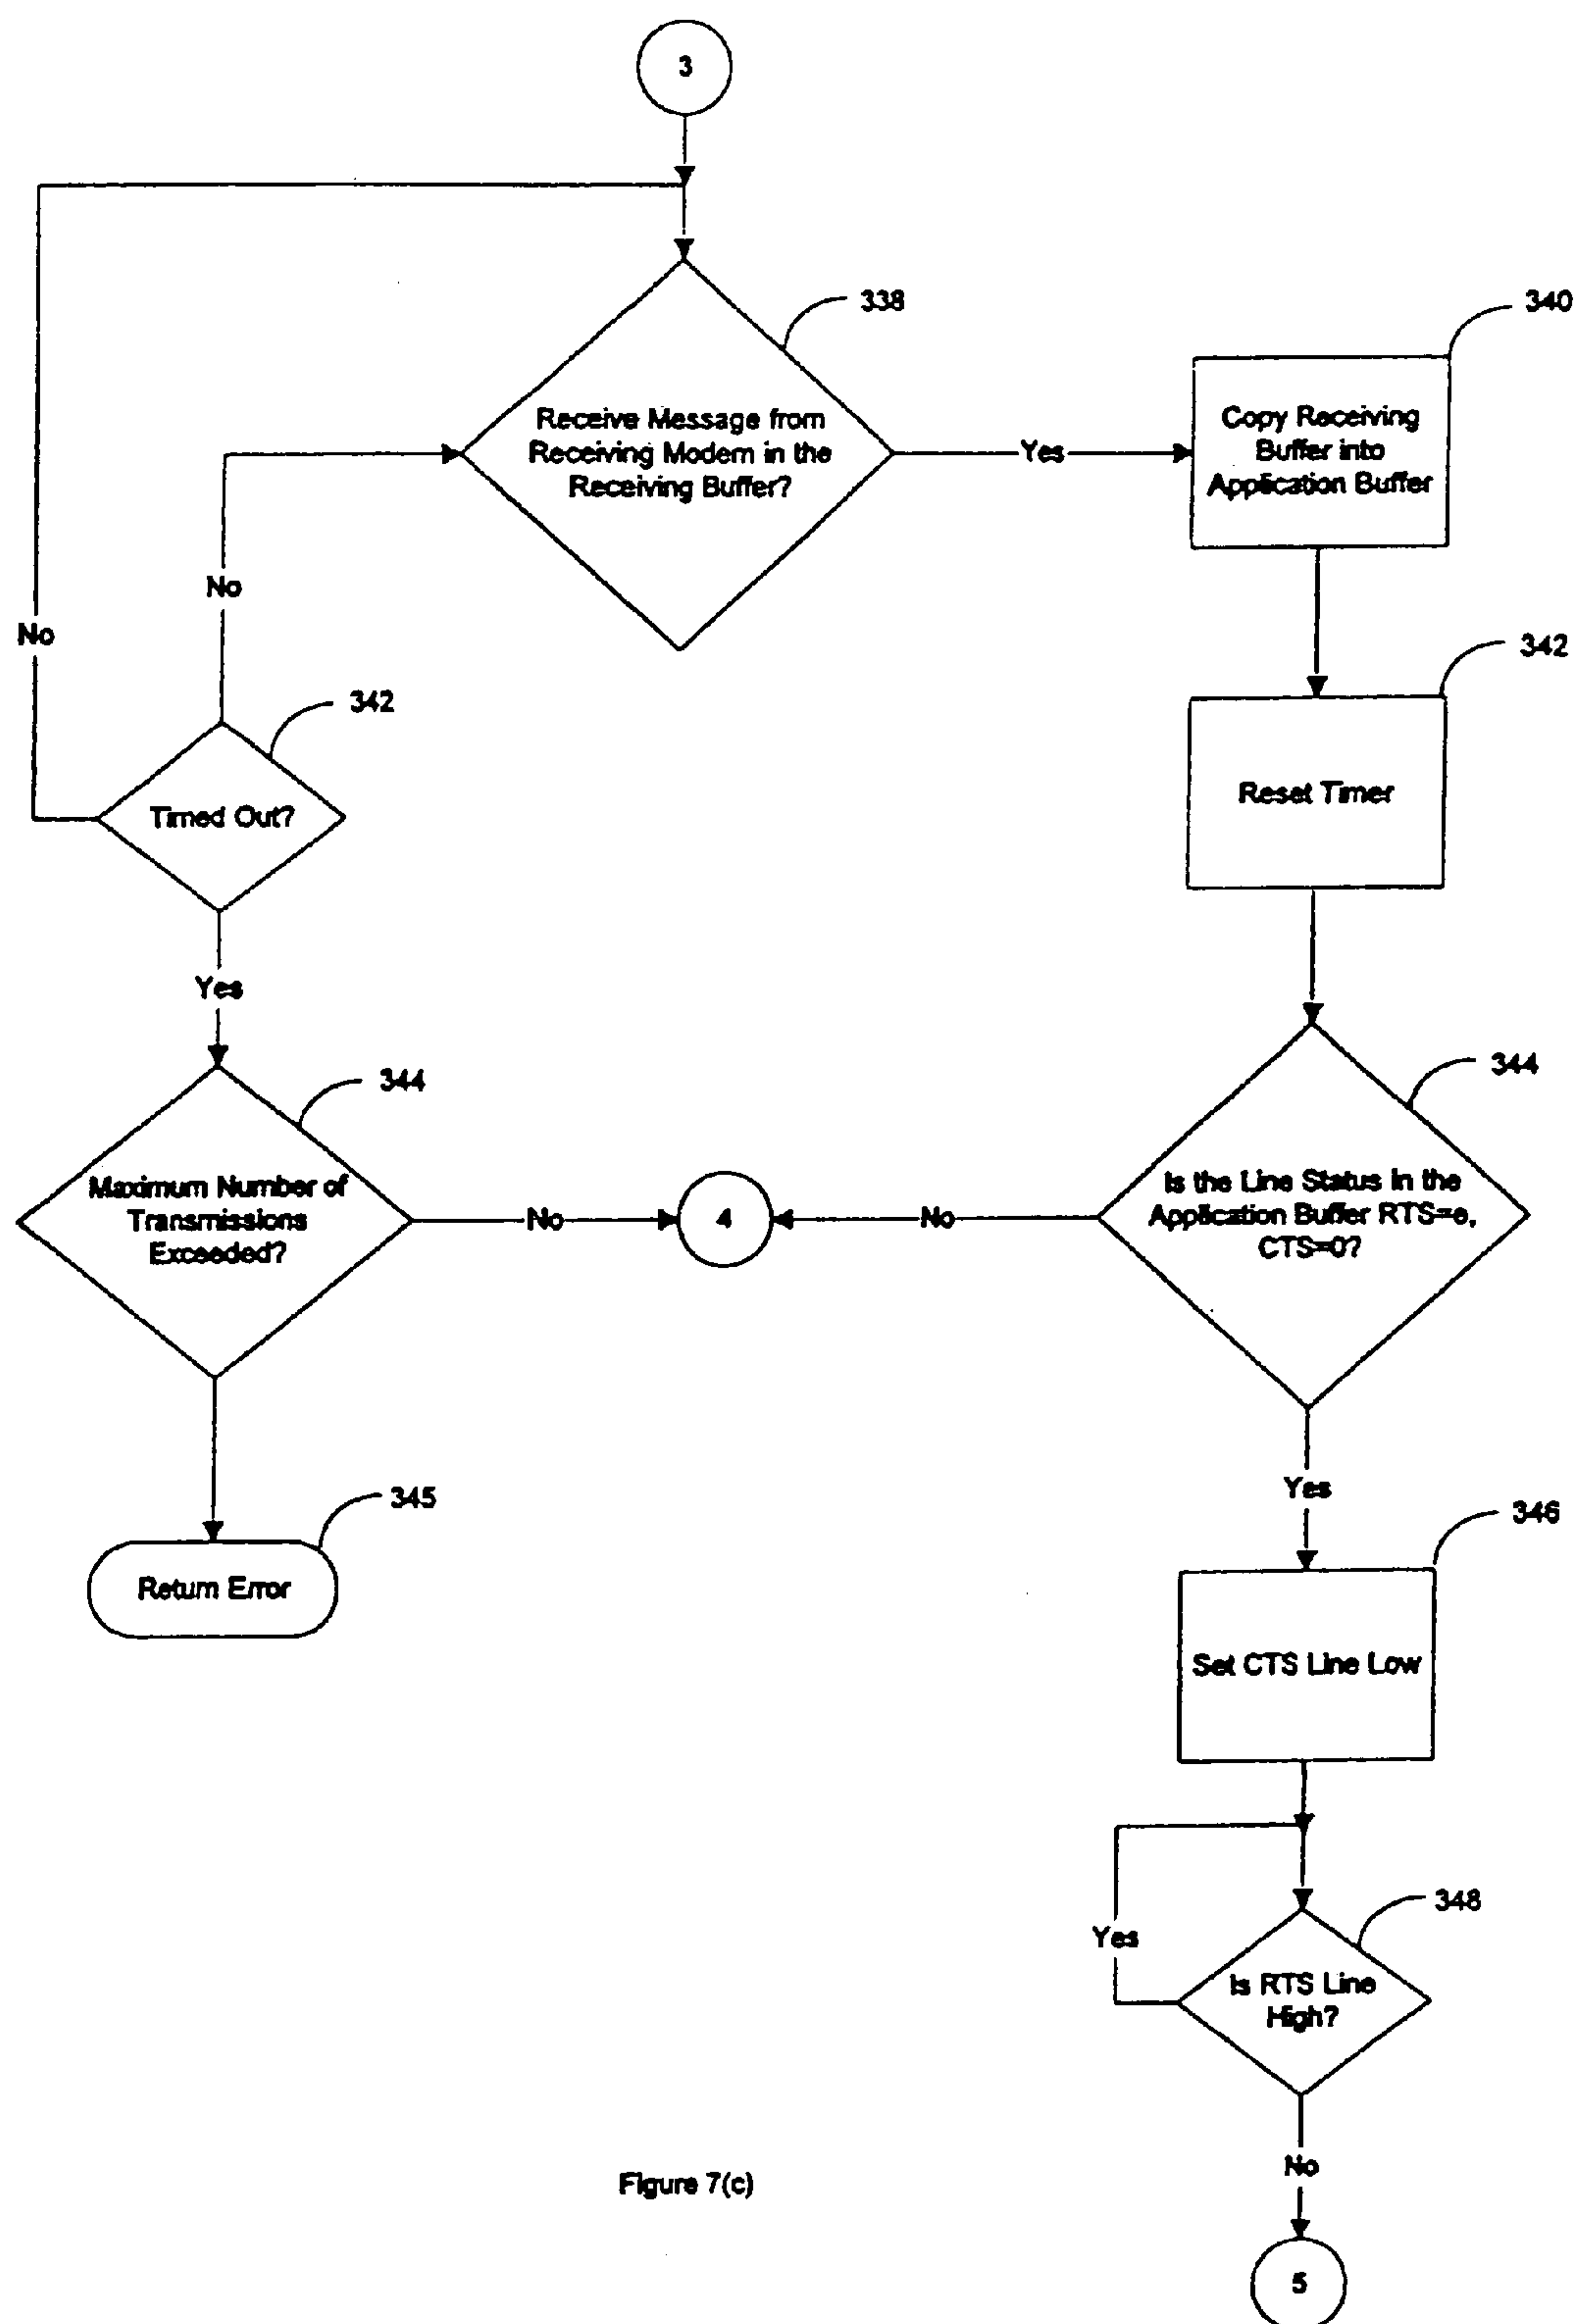 3
338
Receive Message from
Receiving Modem in the
Receiving Buffer?
Yes
340
Copy Receiving
Buffer into
Application Buffer
No
No
342
Timed Out?
342
Reset Timer
Yes
344
Maximum Number of
Transmissions
Exceeded?
No
4
No
344
Is the Line Status in the
Application Buffer RTS=e,
CTS=0?
345
Return Error
Yes
346
Set CTS Line Low
Yes
348
Is RTS Line
High?
No
Figure 7(c)
5